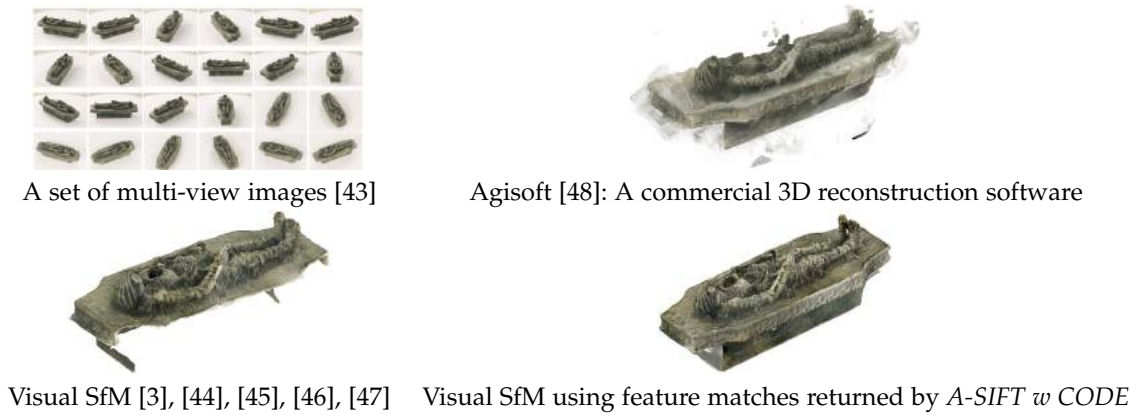 A set of multi-view images [43]
Agisoft [48]: A commercial 3D reconstruction software
Visual SfM [3], [44], [45], [46], [47]
Visual SfM using feature matches returned by A-SIFT w CODE